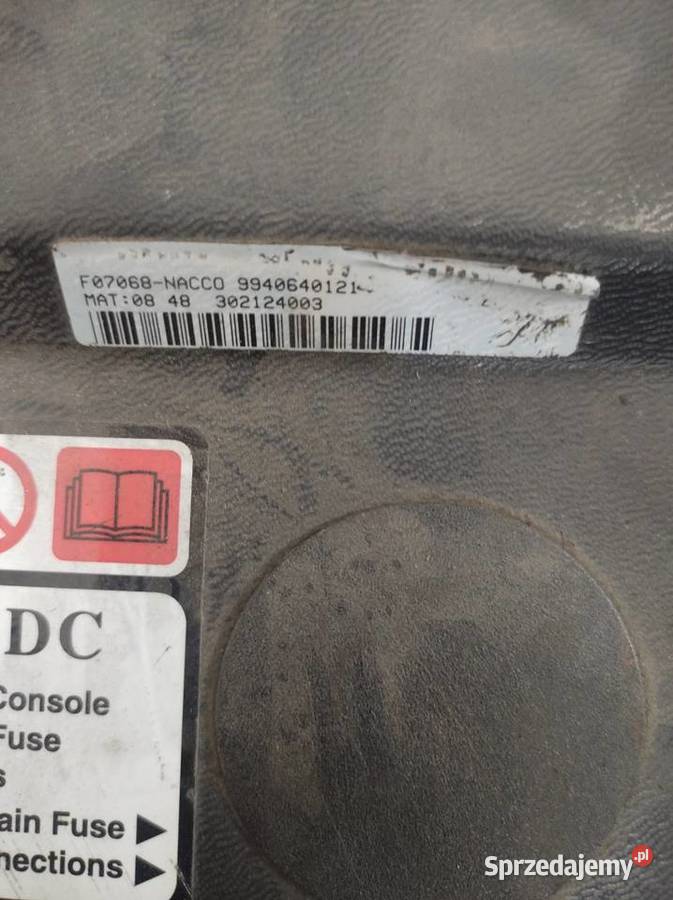 F07068-NACCO 9940640121
MAT:08 48 302124003
DC
Console
Fuse
s
ain Fuse
nections
Sprzedajemy.pl